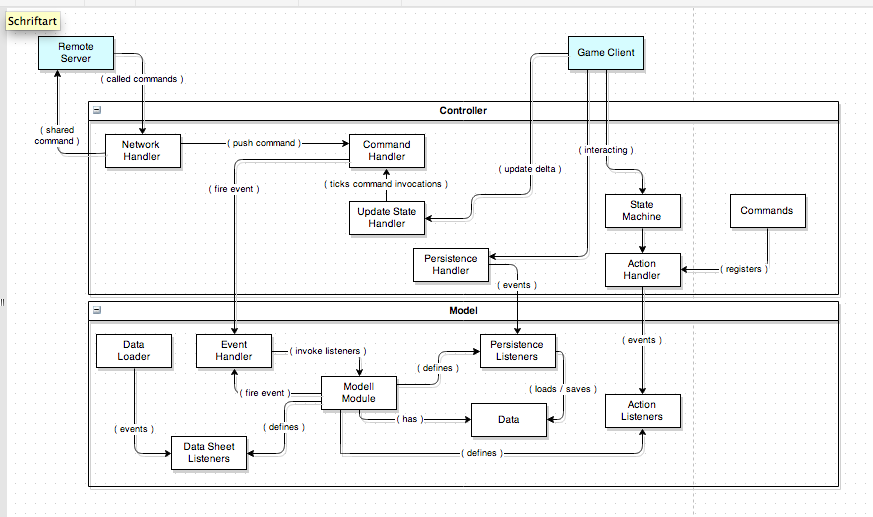 Schriftart
Remote
Server
Game Client
( called commands )
Controller
( shared
command )
Network
Handler
( push command )
Command
Handler
( interacting )
( update delta )
( fire event )
( ticks command invocations )
Update State
Handler
State
Machine
Commands
Persistence
Handler
Action
Handler
( registers )
( events )
Model
Data
Loader
Event
Handler
( invoke listeners )
Persistence
Listeners
( events )
( defines )
Modell
Module
( fire event )
( loads / saves )
( has )
Data
Action
Listeners
( events )
( defines )
Data Sheet
Listeners
( defines )